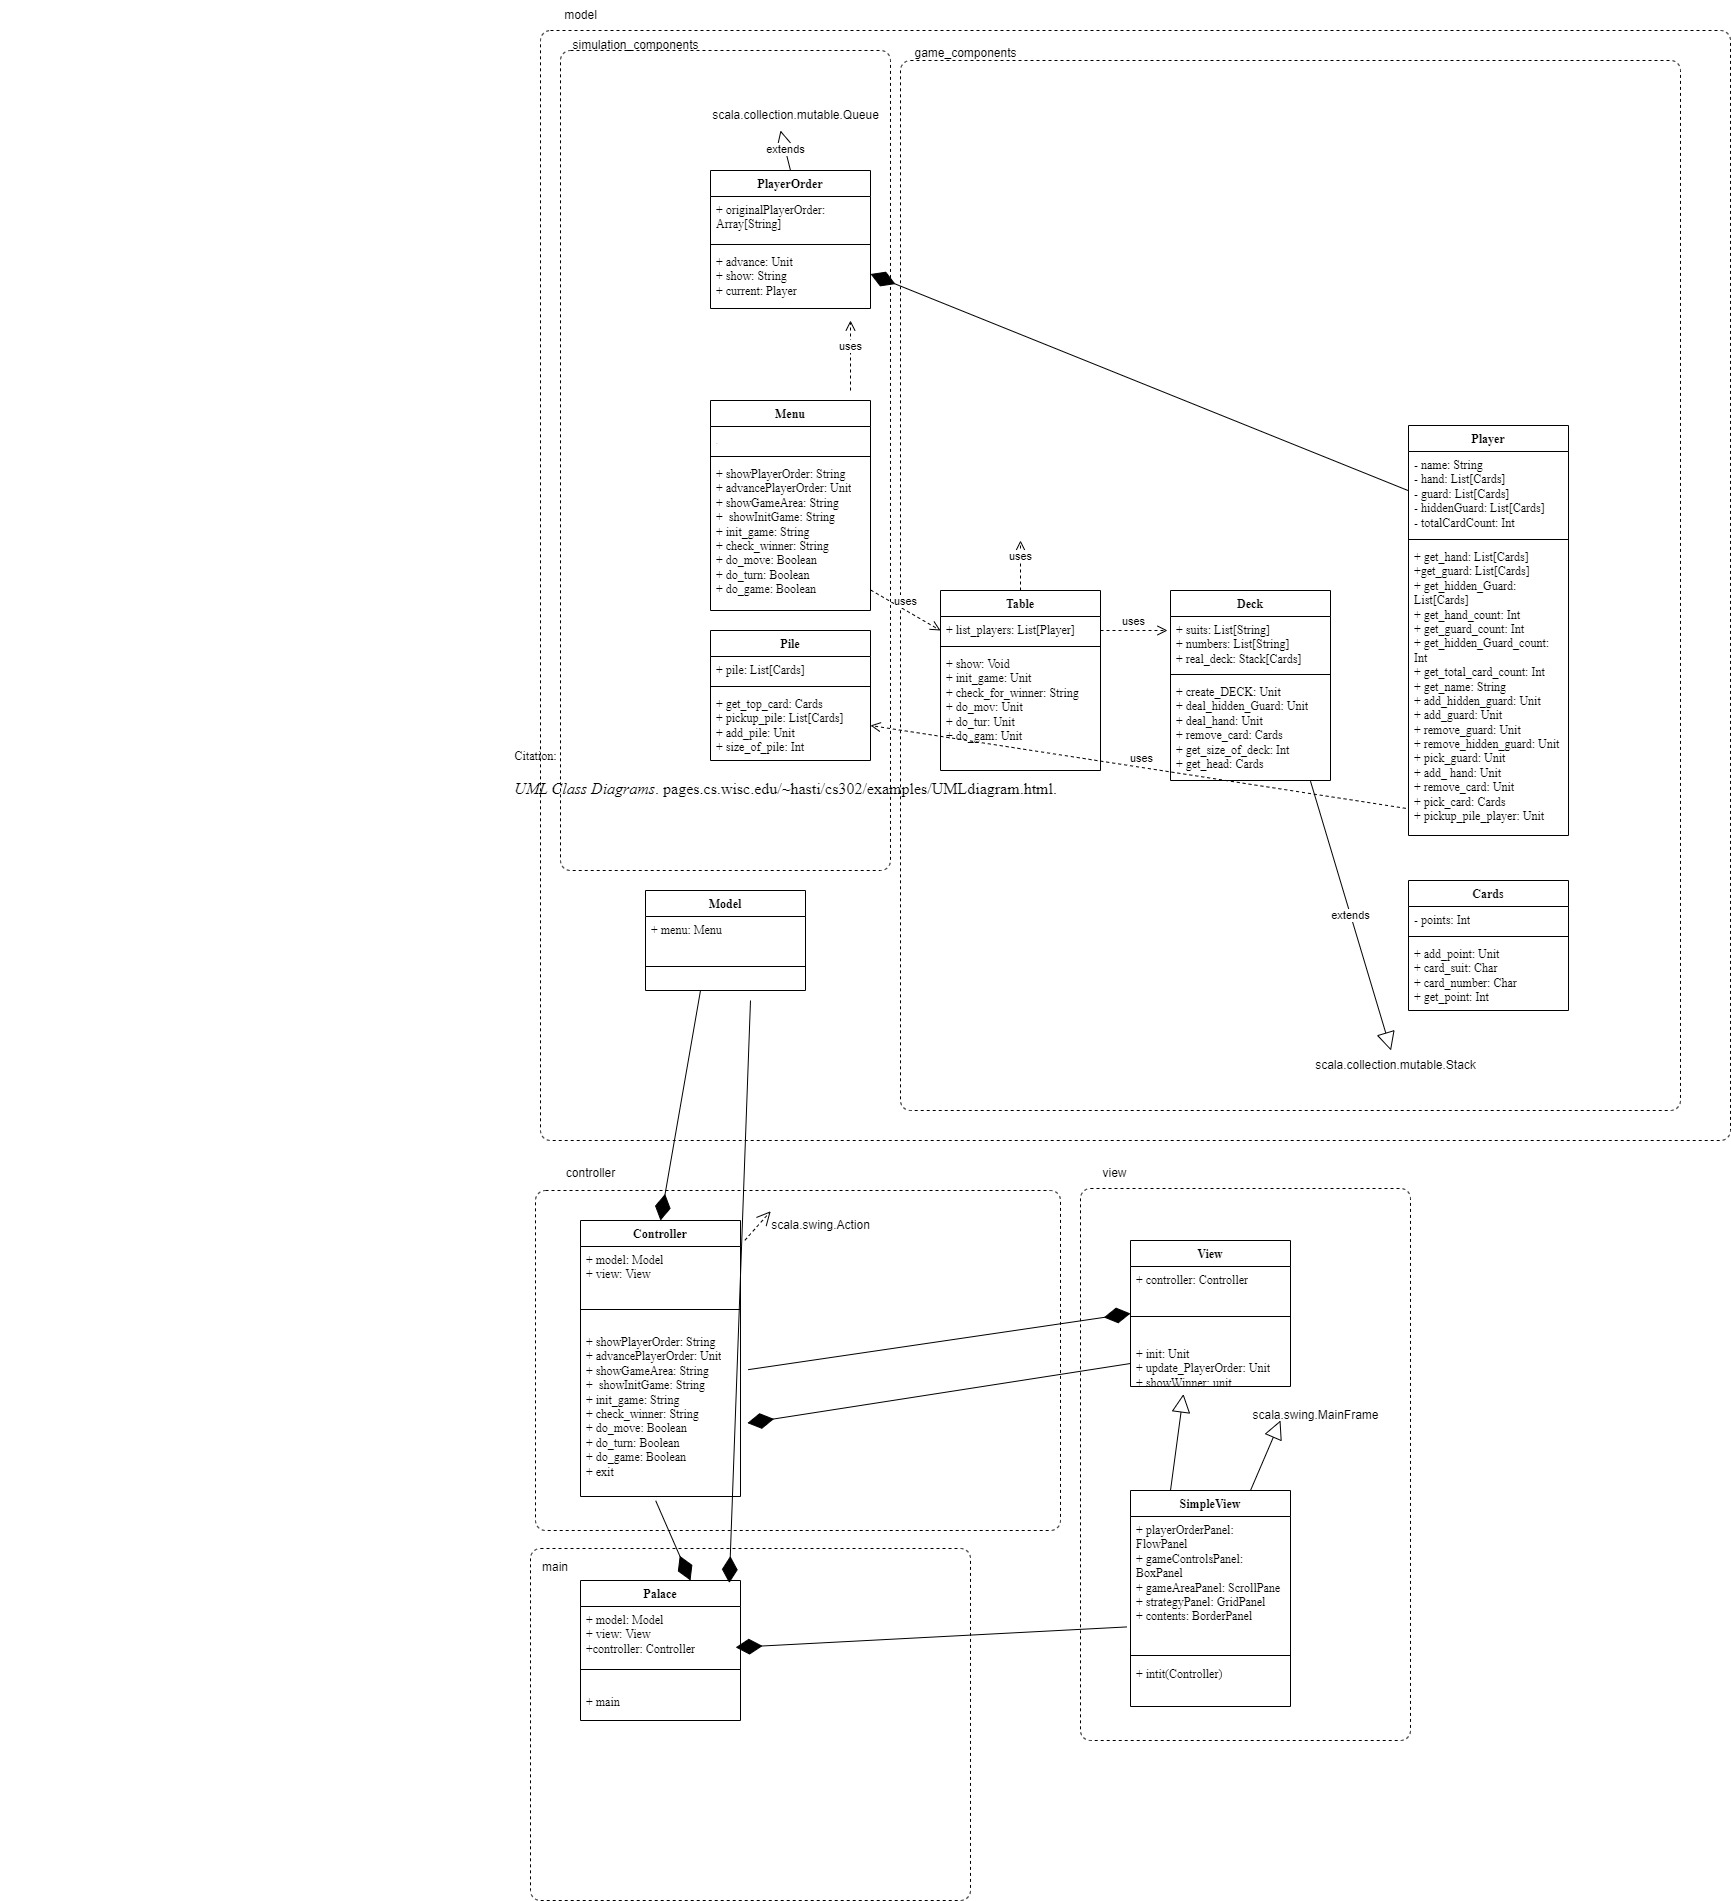 model
simulation_components
game_components
scala.collection.mutable.Queue
extends
PlayerOrder
+ originalPlayerOrder:
Array[String]
+ advance: Unit
+ show: String
+ current: Player
uses
Menu
+ showPlayerOrder: String
+ advancePlayerOrder: Unit
+ showGameArea: String
+  showInitGame: String
+ init_game: String
+ check_winner: String
+ do_move: Boolean
+ do_turn: Boolean
+ do_game: Boolean
uses
Pile
+ pile: List[Cards]
+ get_top_card: Cards
+ pickup_pile: List[Cards]
+ add_pile: Unit
+ size_of_pile: Int
uses
Table
+ list_players: List[Player]
+ show: Void
+ init_game: Unit
+ check_for_winner: String
+ do_mov: Unit
+ do_tur: Unit
+ do_gam: Unit
uses
Deck
+ suits: List[String]
+ numbers: List[String]
+ real_deck: Stack[Cards]
+ create_DECK: Unit
+ deal_hidden_Guard: Unit
+ deal_hand: Unit
+ remove_card: Cards
+ get_size_of_deck: Int
+ get_head: Cards
uses
Player
- name: String
- hand: List[Cards]
- guard: List[Cards]
- hiddenGuard: List[Cards]
- totalCardCount: Int
+ get_hand: List[Cards]
+get_guard: List[Cards]
+ get_hidden_Guard:
List[Cards]
+ get_hand_count: Int
+ get_guard_count: Int
+ get_hidden_Guard_count:
Int
+ get_total_card_count: Int
+ get_name: String
+ add_hidden_guard: Unit
+ add_guard: Unit
+ remove_guard: Unit
+ remove_hidden_guard: Unit
+ pick_guard: Unit
+ add_ hand: Unit
+ remove_card: Unit
+ pick_card: Cards
+ pickup_pile_player: Unit
Citation:
UML Class Diagrams. pages.cs.wisc.edu/~hasti/cs302/examples/UMLdiagram.html.
Model
+ menu: Menu
Cards
- points: Int
+ add_point: Unit
+ card_suit: Char
+ card_number: Char
+ get_point: Int
extends
scala.collection.mutable.Stack
controller
scala.swing.Action
Controller
+ model: Model
+ view: View
+ showPlayerOrder: String
+ advancePlayerOrder: Unit
+ showGameArea: String
+  showInitGame: String
+ init_game: String
+ check_winner: String
+ do_move: Boolean
+ do_turn: Boolean
+ do_game: Boolean
+ exit
view
View
+ controller: Controller
+ init: Unit
+ update_PlayerOrder: Unit
+ showWinner: unit
scala.swing.MainFrame
SimpleView
+ playerOrderPanel:
FlowPanel
+ gameControlsPanel:
BoxPanel
+ gameAreaPanel: ScrollPane
+ strategyPanel: GridPanel
+ contents: BorderPanel
+ intit(Controller)
main
Palace
+ model: Model
+ view: View
+controller: Controller
+ main